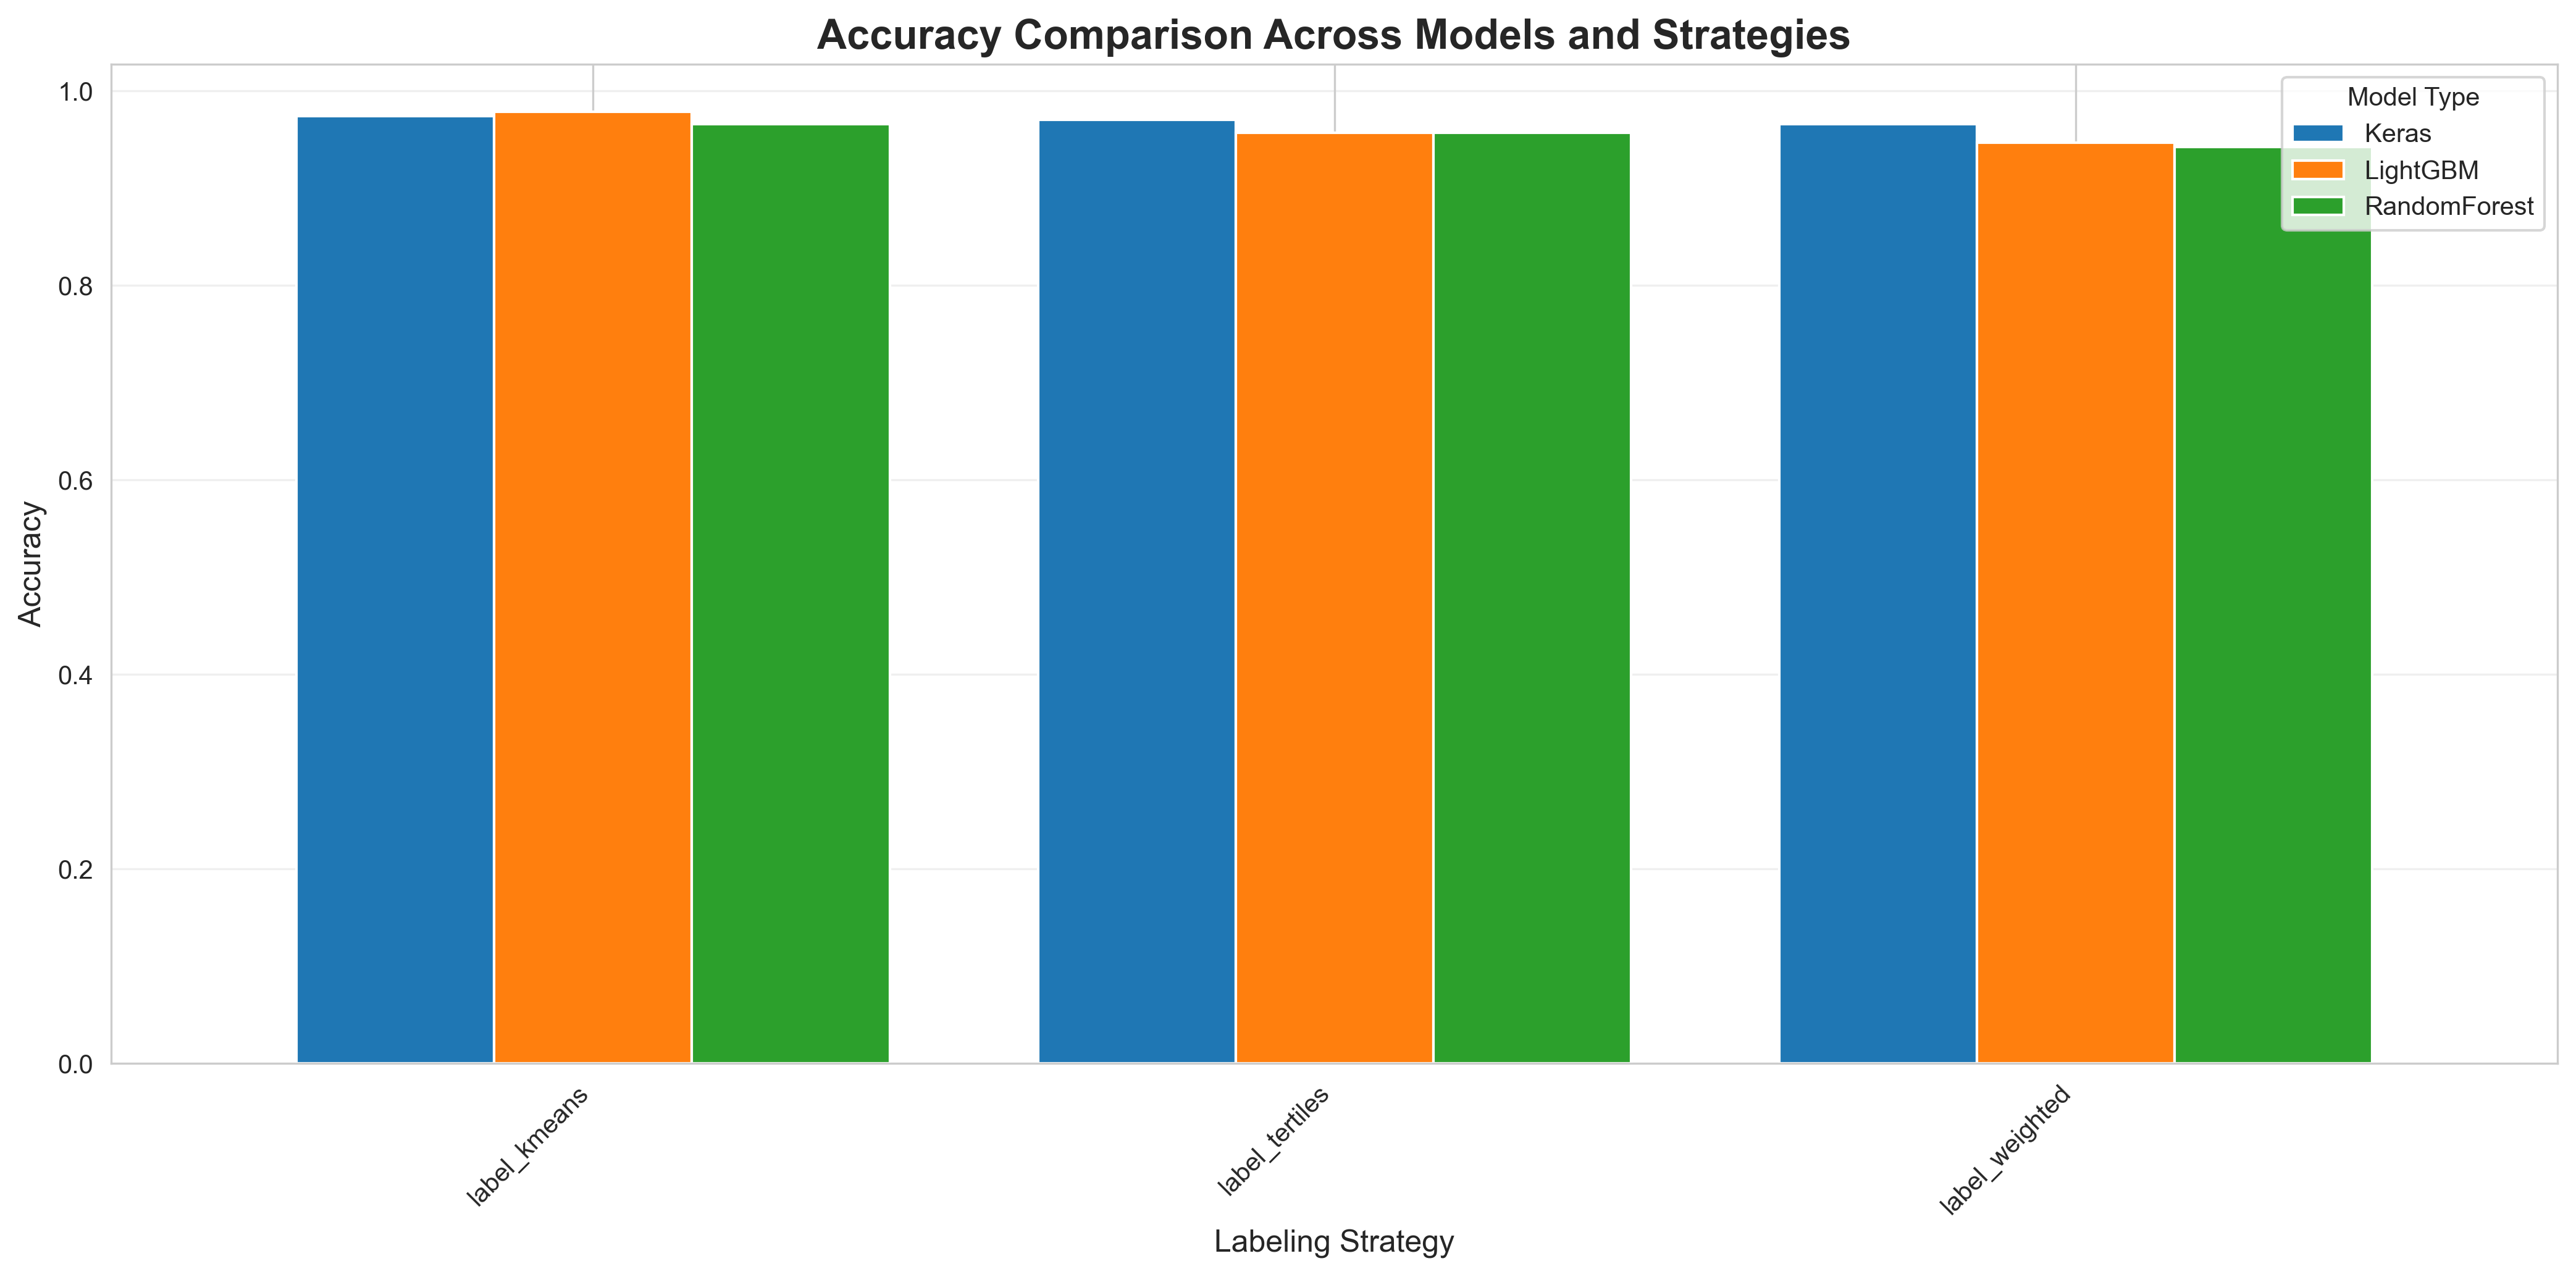 Accuracy Comparison Across Models and Strategies
Model Type
Keras
LightGBM
RandomForest
Accuracy
1.0
0.8
0.6
0.4
0.2
0.0
label_kmeans
label_tertiles
label_weighted
Labeling Strategy